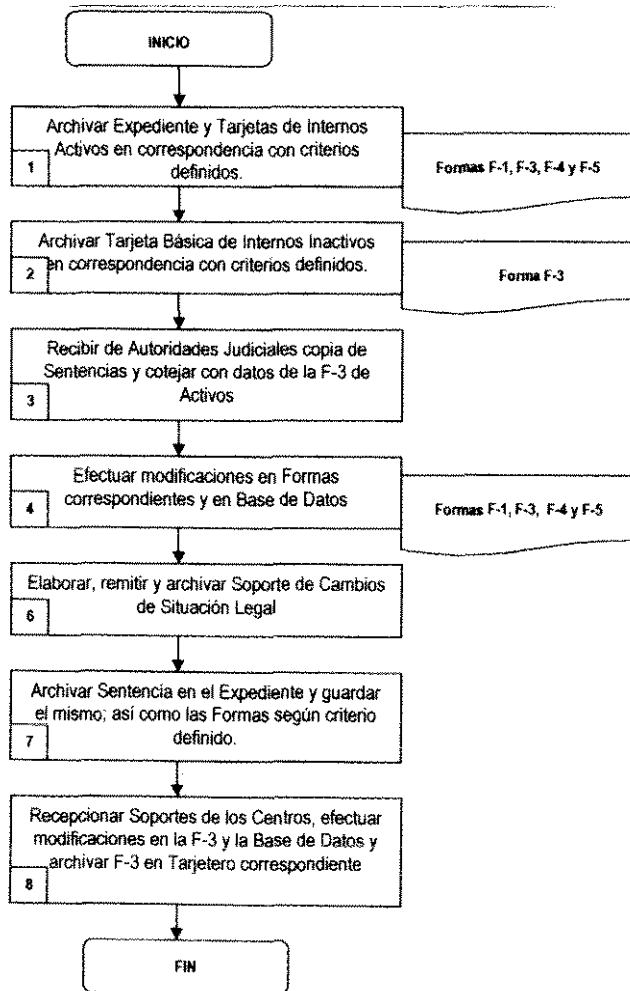 INICIO
Archivar Expediente y Tarjetas de Internos
Activos en correspondencia con criterios
definidos.
1
Formas F-1, F-3, F-4 y F-5
Archivar Tarjeta Básica de Internos Inactivos
en correspondencia con criterios definidos.
2
Forma F-3
Recibir de Autoridades Judiciales copia de
Sentencias y cotejar con datos de la F-3 de
Activos
3
Efectuar modificaciones en Formas
correspondientes y en Base de Datos
4
Formas F-1, F-3, F-4 y F-5
Elaborar, remitir y archivar Soporte de Cambios
de Situación Legal
6
Archivar Sentencia en el Expediente y guardar
el mismo; así como las Formas según criterio
definido.
7
Recepcionar Soportes de los Centros, efectuar
modificaciones en la F-3 y la Base de Datos y
archivar F-3 en Tarjetero correspondiente
8
FIN